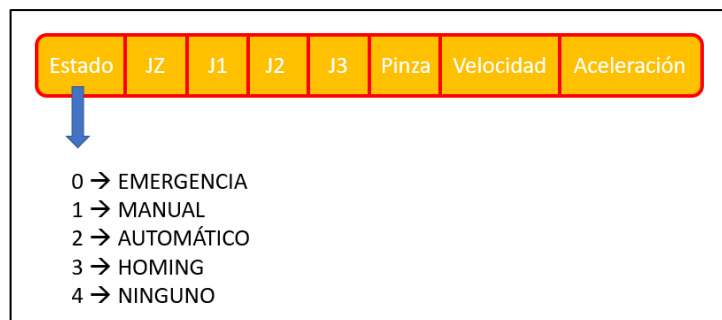 Estado JZ J1 J2 J3 Pinza Velocidad Aceleración
0 → EMERGENCIA
1 → MANUAL
2 → AUTOMÁTICO
3 → HOMING
4 → NINGUNO